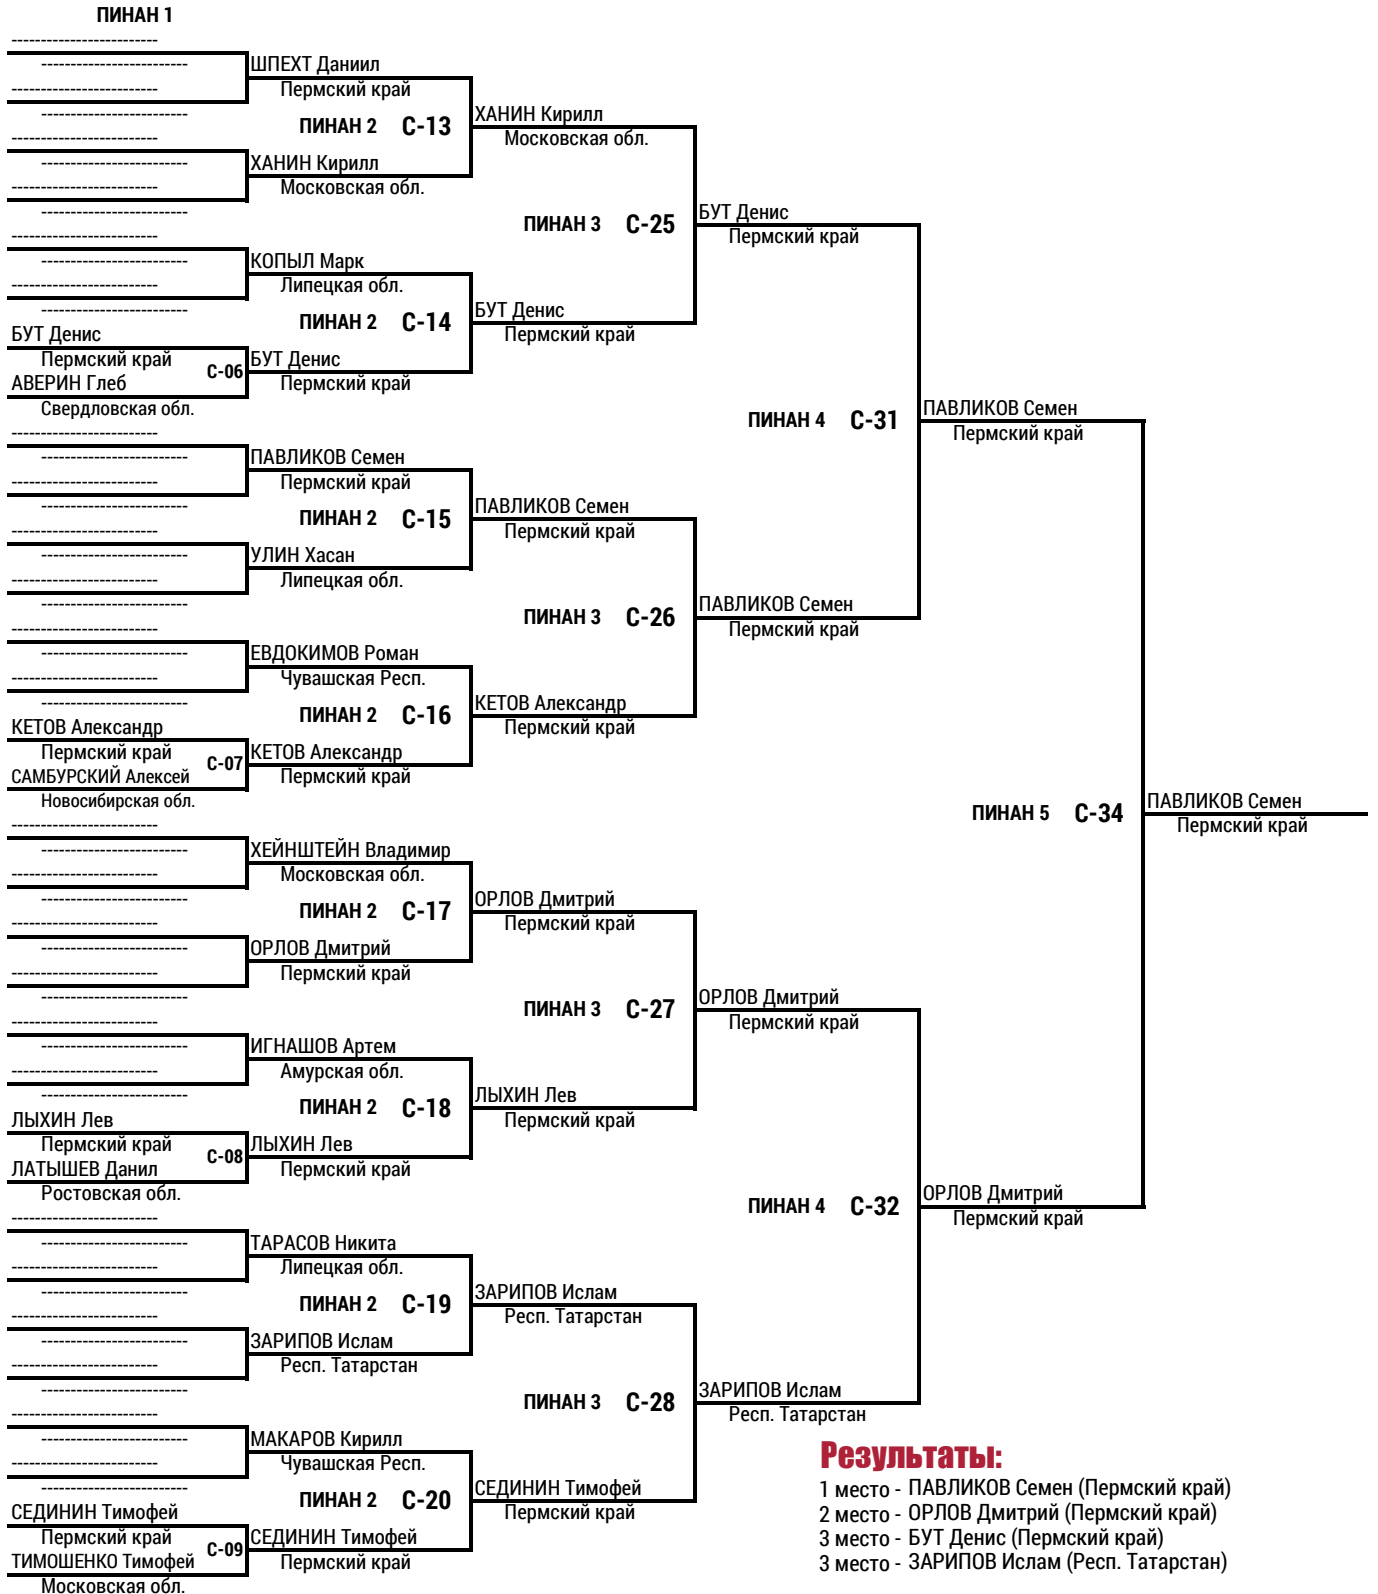 ПИНАН 1
-------------------------
-------------------------
ШПЕХТ Даниил
-------------------------
Пермский край
-------------------------
ХАНИН Кирилл
ПИНАН 2 C-13
-------------------------
Московская обл.
-------------------------
ХАНИН Кирилл
-------------------------
Московская обл.
-------------------------
БУТ Денис
ПИНАН 3 C-25
-------------------------
Пермский край
-------------------------
КОПЫЛ Марк
-------------------------
Липецкая обл.
-------------------------
БУТ Денис
ПИНАН 2 C-14
БУТ Денис
Пермский край
Пермский край
БУТ Денис
C-06
АВЕРИН Глеб
Пермский край
Свердловская обл.
ПАВЛИКОВ Семен
ПИНАН 4 C-31
-------------------------
Пермский край
-------------------------
ПАВЛИКОВ Семен
-------------------------
Пермский край
-------------------------
ПАВЛИКОВ Семен
ПИНАН 2 C-15
-------------------------
Пермский край
-------------------------
УЛИН Хасан
-------------------------
Липецкая обл.
-------------------------
ПАВЛИКОВ Семен
ПИНАН 3 C-26
-------------------------
Пермский край
-------------------------
ЕВДОКИМОВ Роман
-------------------------
Чувашская Респ.
-------------------------
КЕТОВ Александр
ПИНАН 2 C-16
КЕТОВ Александр
Пермский край
Пермский край
КЕТОВ Александр
C-07
САМБУРСКИЙ Алексей
Пермский край
Новосибирская обл.
ПАВЛИКОВ Семен
ПИНАН 5 C-34
-------------------------
Пермский край
-------------------------
ХЕЙНШТЕЙН Владимир
-------------------------
Московская обл.
-------------------------
ОРЛОВ Дмитрий
ПИНАН 2 C-17
-------------------------
Пермский край
-------------------------
ОРЛОВ Дмитрий
-------------------------
Пермский край
-------------------------
ОРЛОВ Дмитрий
ПИНАН 3 C-27
-------------------------
Пермский край
-------------------------
ИГНАШОВ Артем
-------------------------
Амурская обл.
-------------------------
ЛЫХИН Лев
ПИНАН 2 C-18
ЛЫХИН Лев
Пермский край
Пермский край
ЛЫХИН Лев
C-08
ЛАТЫШЕВ Данил
Пермский край
Ростовская обл.
ОРЛОВ Дмитрий
ПИНАН 4 C-32
-------------------------
Пермский край
-------------------------
ТАРАСОВ Никита
-------------------------
Липецкая обл.
-------------------------
ЗАРИПОВ Ислам
ПИНАН 2 C-19
-------------------------
Респ. Татарстан
-------------------------
ЗАРИПОВ Ислам
-------------------------
Респ. Татарстан
-------------------------
ЗАРИПОВ Ислам
ПИНАН 3 C-28
-------------------------
Респ. Татарстан
-------------------------
МАКАРОВ Кирилл
-------------------------
Чувашская Респ.
-------------------------
СЕДИНИН Тимофей
ПИНАН 2 C-20
СЕДИНИН Тимофей
Пермский край
Пермский край
СЕДИНИН Тимофей
C-09
ТИМОШЕНКО Тимофей
Пермский край
Московская обл.
Результаты:
1 место - ПАВЛИКОВ Семен (Пермский край)
2 место - ОРЛОВ Дмитрий (Пермский край)
3 место - БУТ Денис (Пермский край)
3 место - ЗАРИПОВ Ислам (Респ. Татарстан)